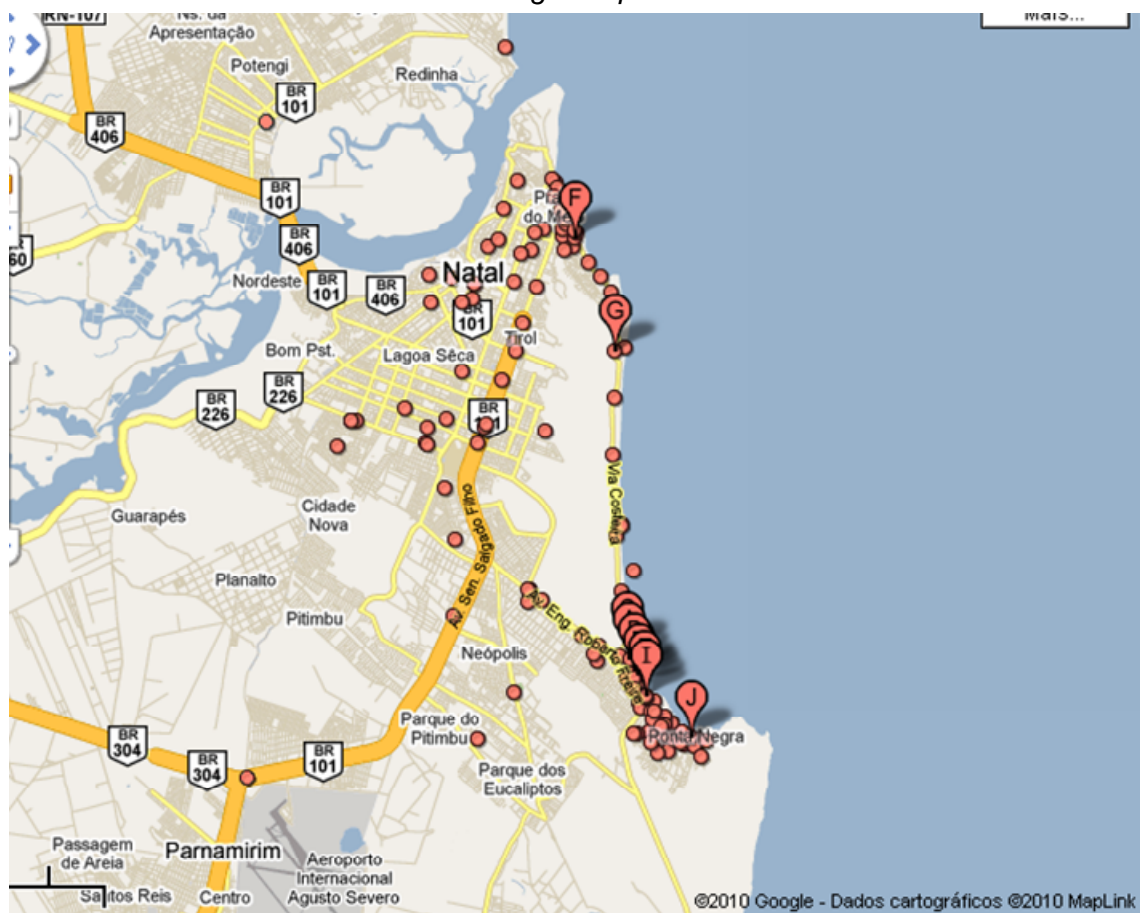 RN-107
Ns. da
Apresentação
Mais...
Potengi
Redinha
BR
101
BR
406
BR
101
BR
406
Nordeste
BR
101
BR
406
Natal
BR
101
F
G
Tirol
Bom Pst.
Lagoa Sêca
BR
226
BR
226
BR
Guarapés
Cidade
Nova
Av. Sen. Salgado Filho
Via Costeira
Planalto
Pitimbu
Av. Eng. Roberto Freire
Neópolis
I
J
Ponta Negra
Parque do
Pitimbu
BR
304
BR
304
BR
101
Parque dos
Eucaliptos
Passagem
de Areia
Parnamirim
Aeroporto
Internacional
Agusto Severo
Santos Reis
Centro
©2010 Google - Dados cartográficos ©2010 MapLink